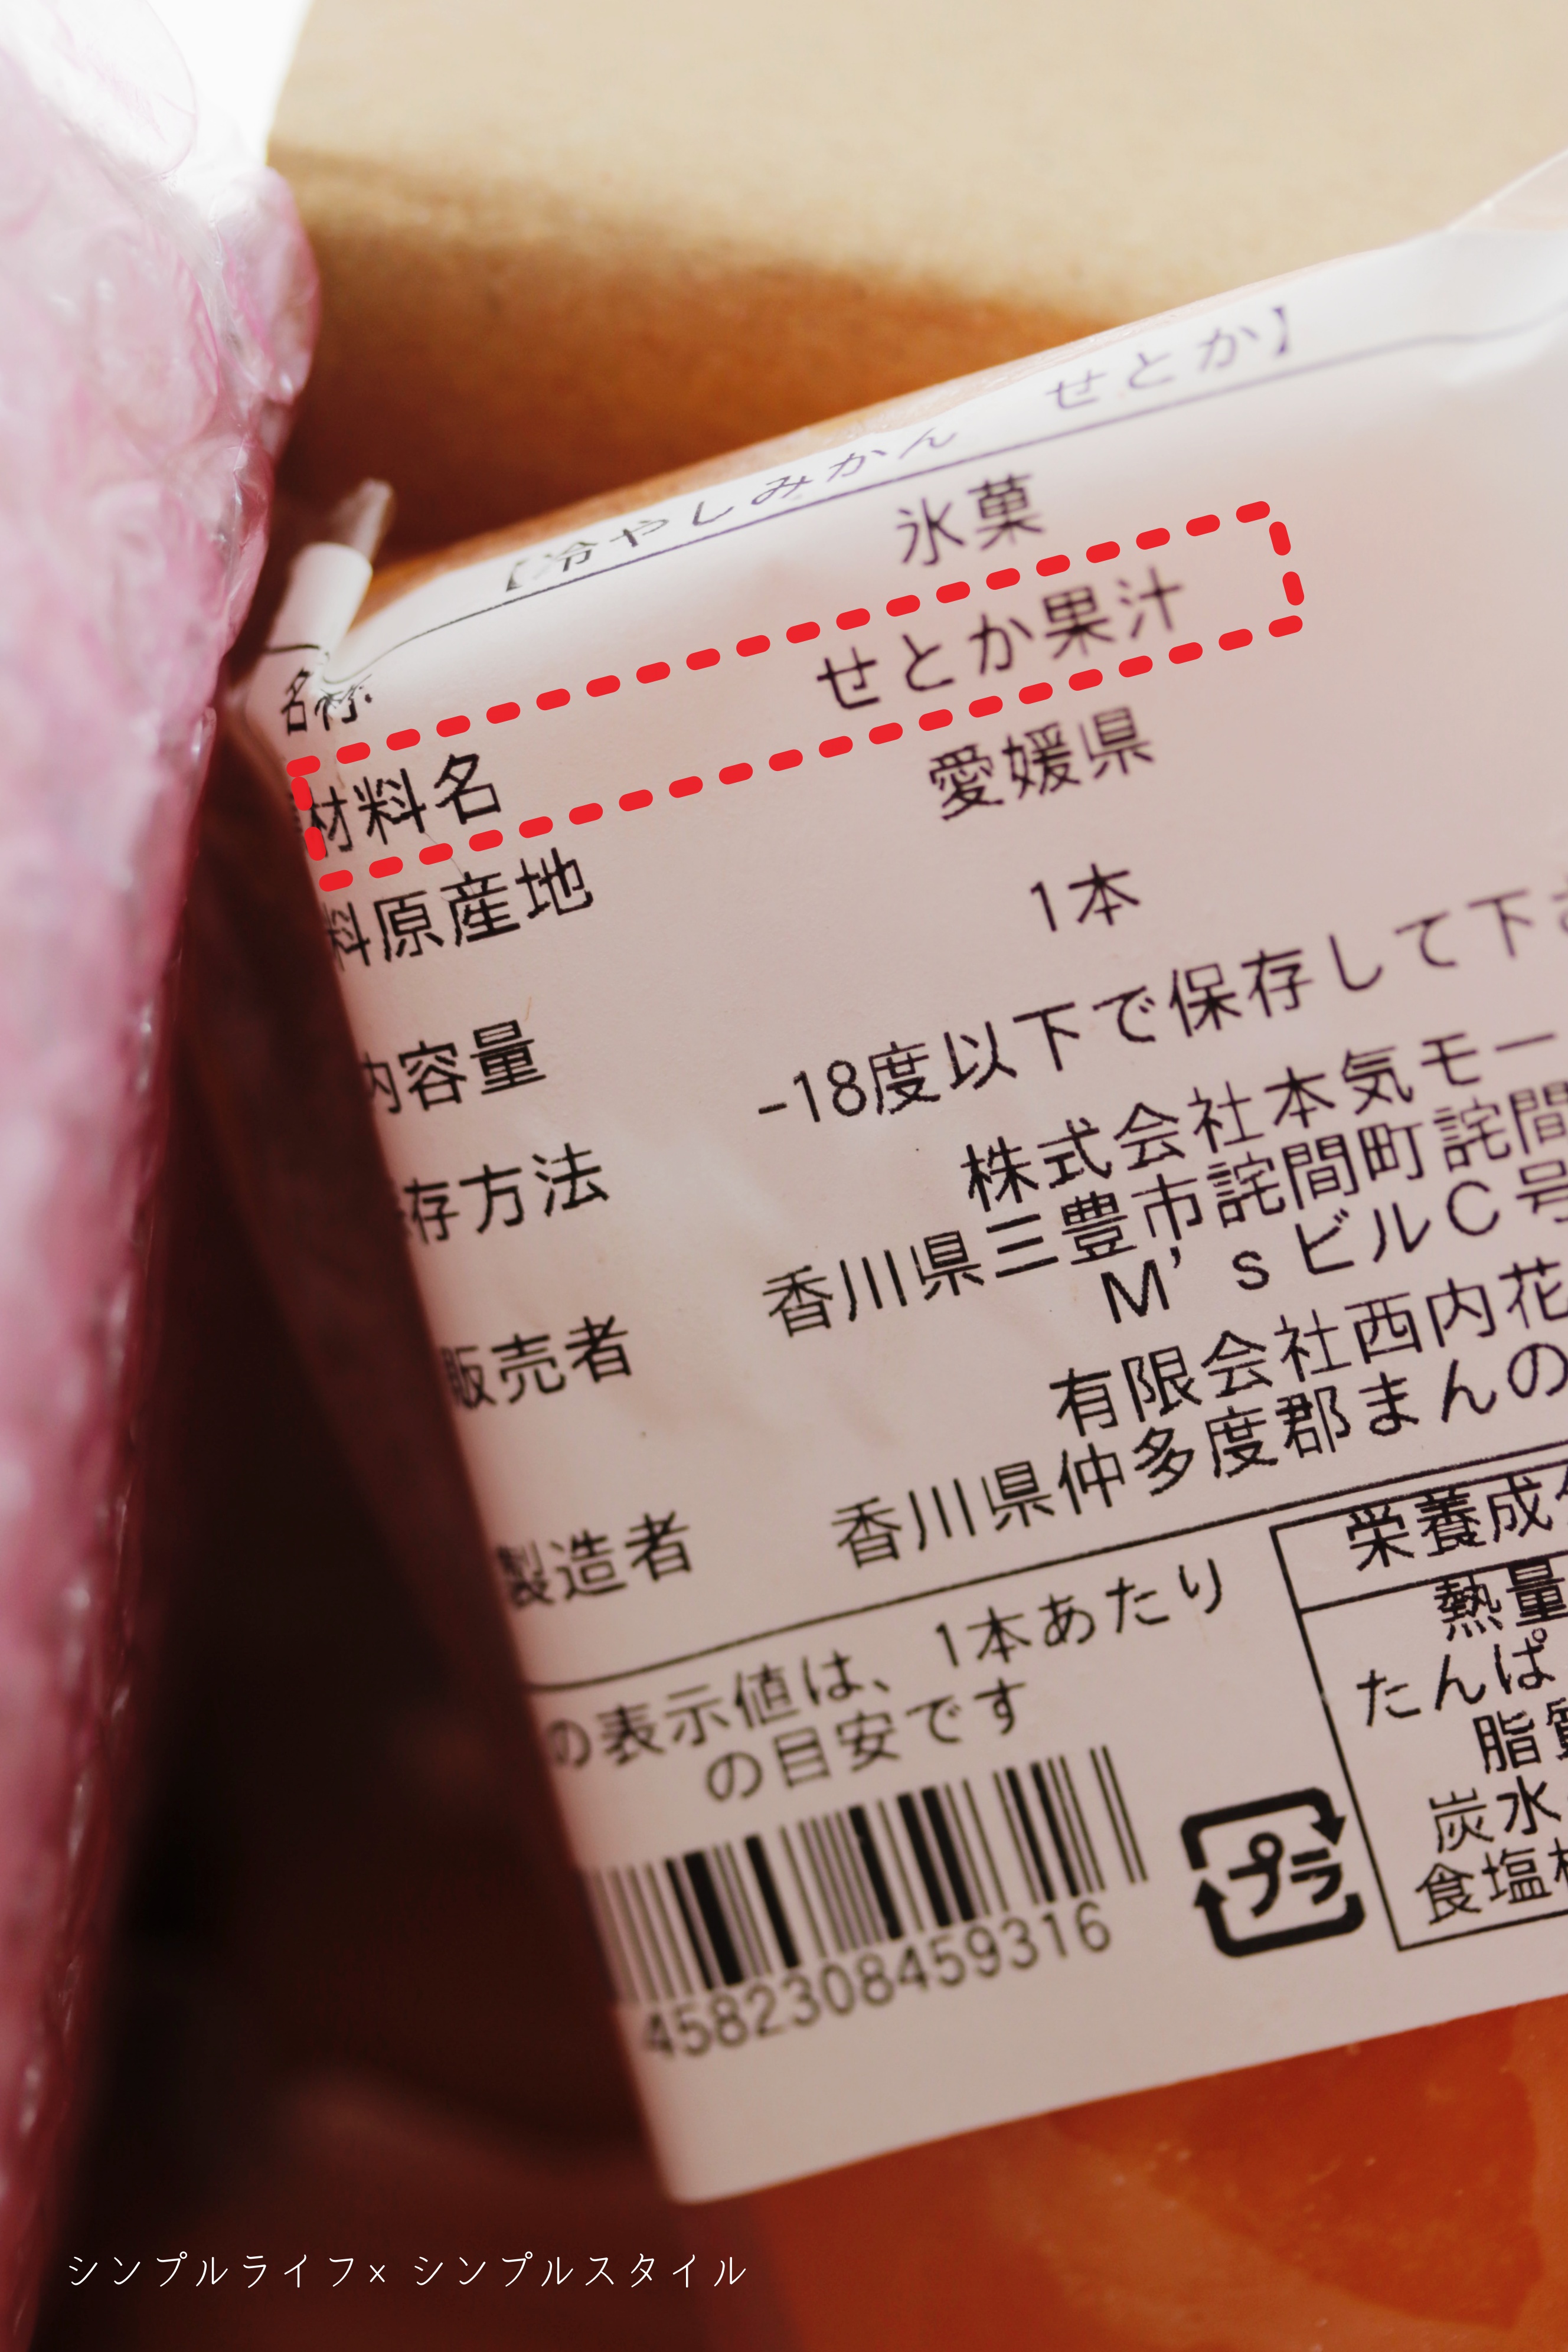 【冷やしみかん せとか】
名称 氷菓
材料名 せとか果汁
料原産地 愛媛県
内容量 1本
存方法 -18度以下で保存して下さ
販売者 株式会社本気モー
香川県三豊市詫間町詫間
M's ビルC号
製造者 有限会社西内花
香川県仲多度郡まんの
の表示値は、1本あたり
の目安です
栄養成分
熱量
たんぱ
脂質
炭水
食塩相
4582308459316
プラ
シンプルライフ× シンプルスタイル